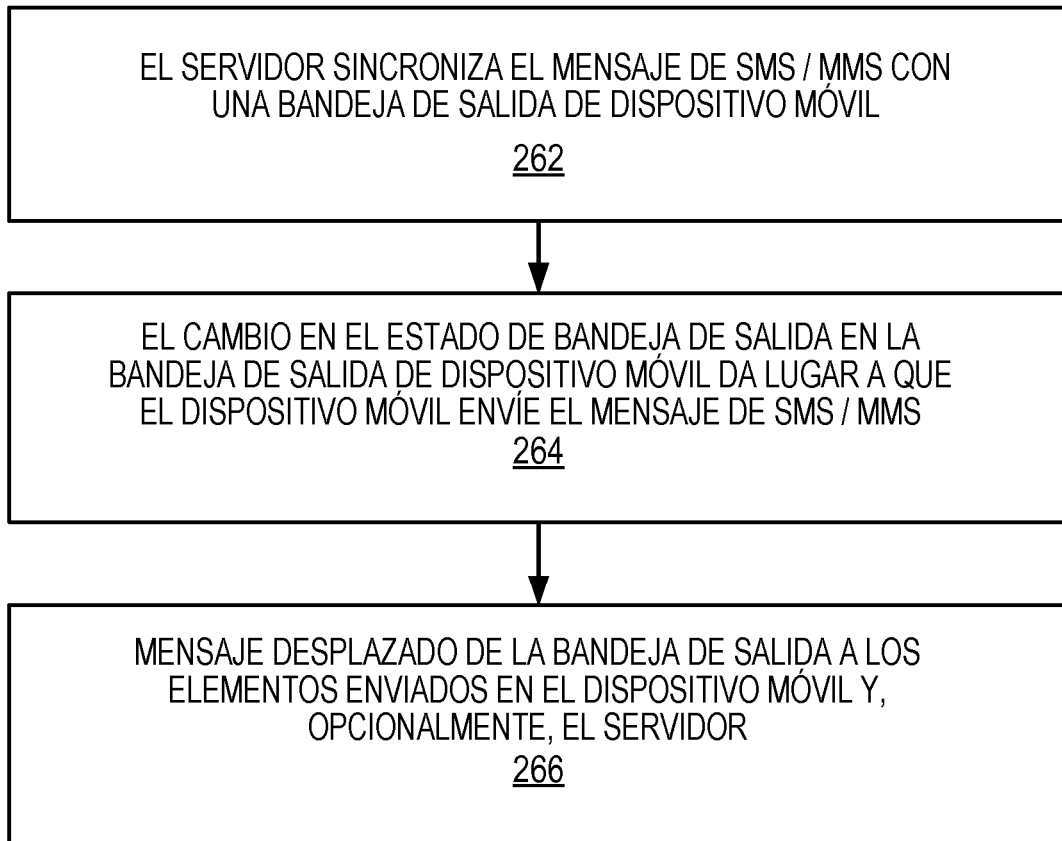 EL SERVIDOR SINCRONIZA EL MENSAJE DE SMS / MMS CON
UNA BANDEJA DE SALIDA DE DISPOSITIVO MÓVIL
262
EL CAMBIO EN EL ESTADO DE BANDEJA DE SALIDA EN LA
BANDEJA DE SALIDA DE DISPOSITIVO MÓVIL DA LUGAR A QUE
EL DISPOSITIVO MÓVIL ENVÍE EL MENSAJE DE SMS / MMS
264
MENSAJE DESPLAZADO DE LA BANDEJA DE SALIDA A LOS
ELEMENTOS ENVIADOS EN EL DISPOSITIVO MÓVIL Y,
OPCIONALMENTE, EL SERVIDOR
266